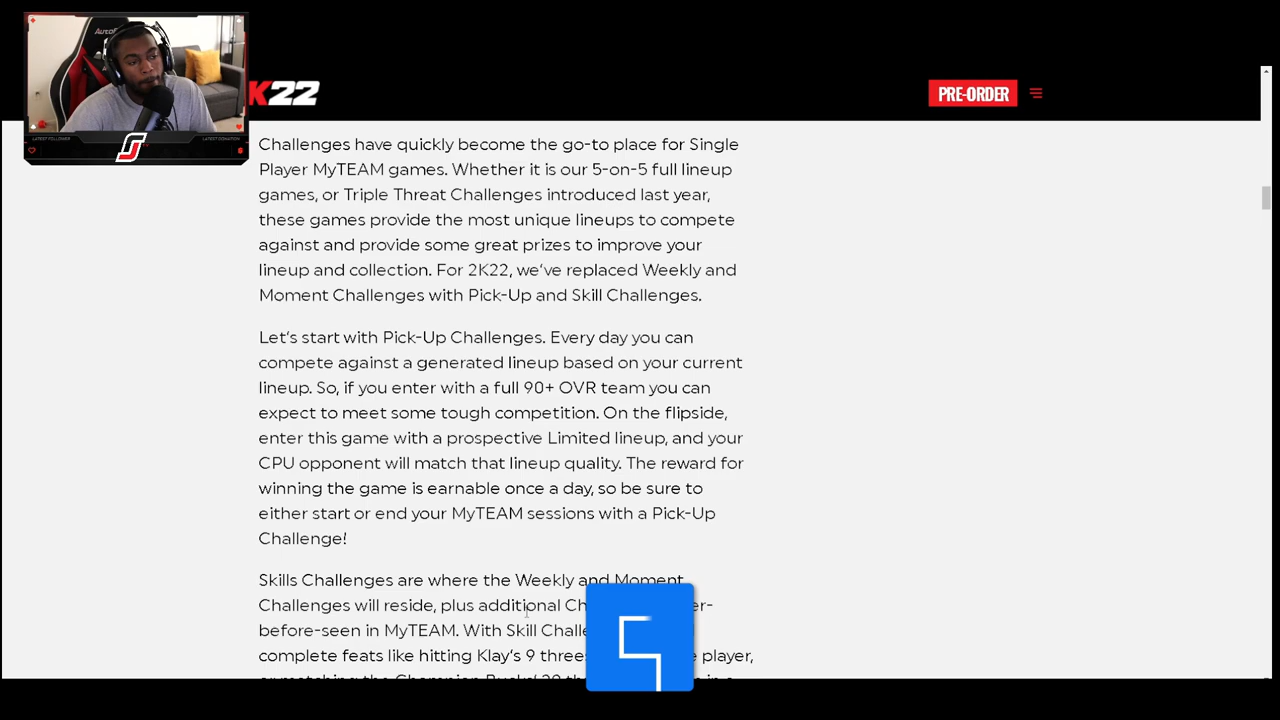 Auto
LATEST FOLLOWER
LATEST DONATION
K22
PRE-ORDER
Challenges have quickly become the go-to place for Single
Player MyTEAM games. Whether it is our 5-on-5 full lineup
games, or Triple Threat Challenges introduced last year,
these games provide the most unique lineups to compete
against and provide some great prizes to improve your
lineup and collection. For 2K22, we've replaced Weekly and
Moment Challenges with Pick-Up and Skill Challenges.
Let's start with Pick-Up Challenges. Every day you can
compete against a generated lineup based on your current
lineup. So, if you enter with a full 90+ OVR team you can
expect to meet some tough competition. On the flipside,
enter this game with a prospective Limited lineup, and your
CPU opponent will match that lineup quality. The reward for
winning the game is earnable once a day, so be sure to
either start or end your MyTEAM sessions with a Pick-Up
Challenge!
Skills Challenges are where the Weekly and Moment
Challenges will reside, plus additional Ch er-
before-seen in MyTEAM. With Skill Challe
complete feats like hitting Klay's 9 threes e player,